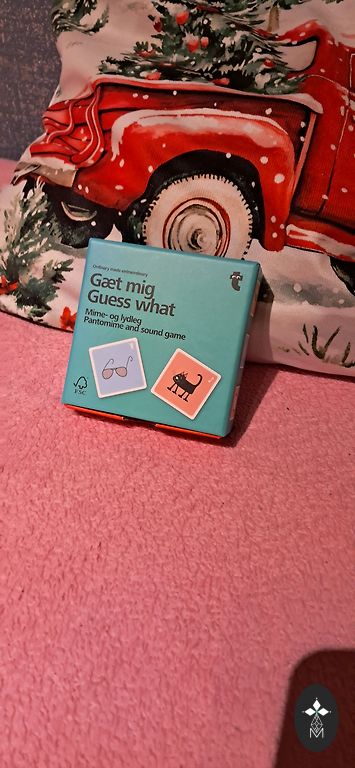 Ordinary made extraordinary
Gæt mig
Guess what
Mime- og lydleg
Pantomime and sound game
FSC
M